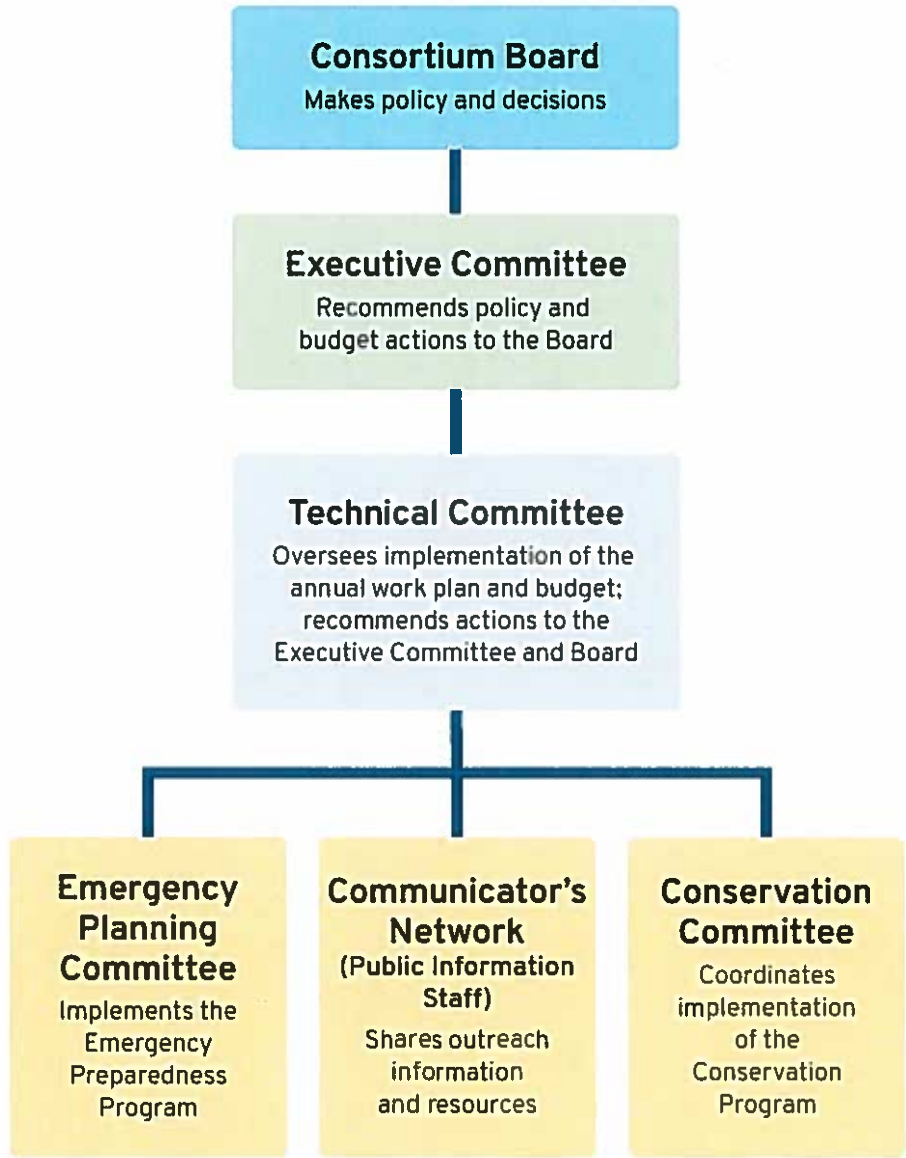 Consortium Board
Makes policy and decisions
Executive Committee
Recommends policy and
budget actions to the Board
Technical Committee
Oversees implementation of the
annual work plan and budget;
recommends actions to the
Executive Committee and Board
Emergency
Planning
Committee
Implements the
Emergency
Preparedness
Program
Communicator's
Network
(Public Information
Staff)
Shares outreach
information
and resources
Conservation
Committee
Coordinates
implementation
of the
Conservation
Program